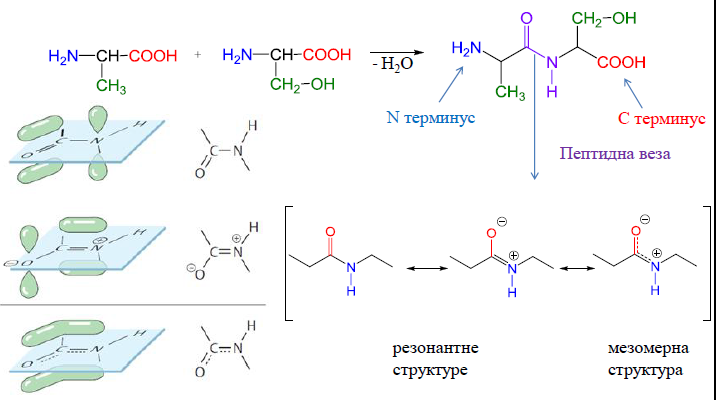 H₂N–CH–COOH + H₂N–CH–COOH
CH₃
CH₂–OH
- H₂O
H₂N
O
CH₂–OH
N
H
COOH
CH₃
N терминус
С терминус
Пептидна веза
O C N H
O C N H
⊖ O C N ⊕ H
⊖ O C N ⊕ H
O C N H
O C N H
O
N
H
O ⊖
N ⊕
H
O ⊖
N ⊕
H
резонантне
структуре
мезомерна
структура